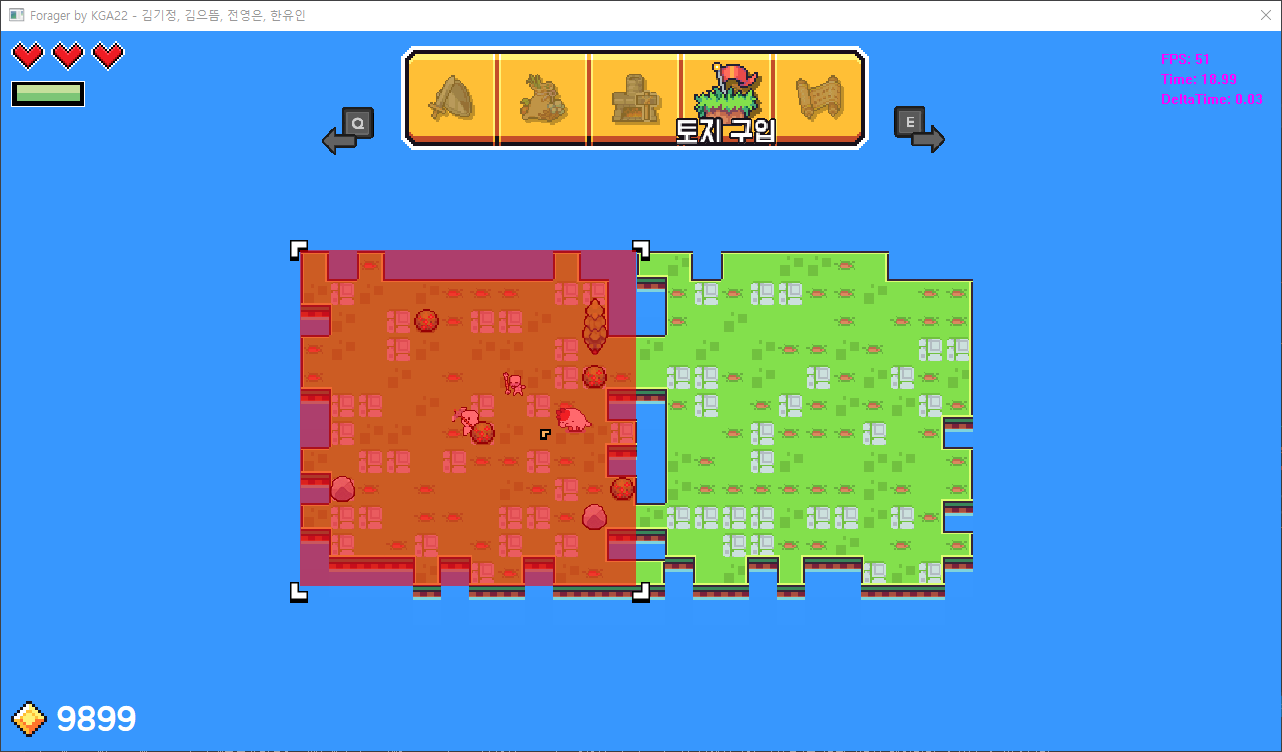 Forager by KGA22 - 김기정, 김으뜸, 전영은, 한유인
FPS: 51
Time: 18.99
DeltaTime: 0.03
Q
E
토지 구입
9899